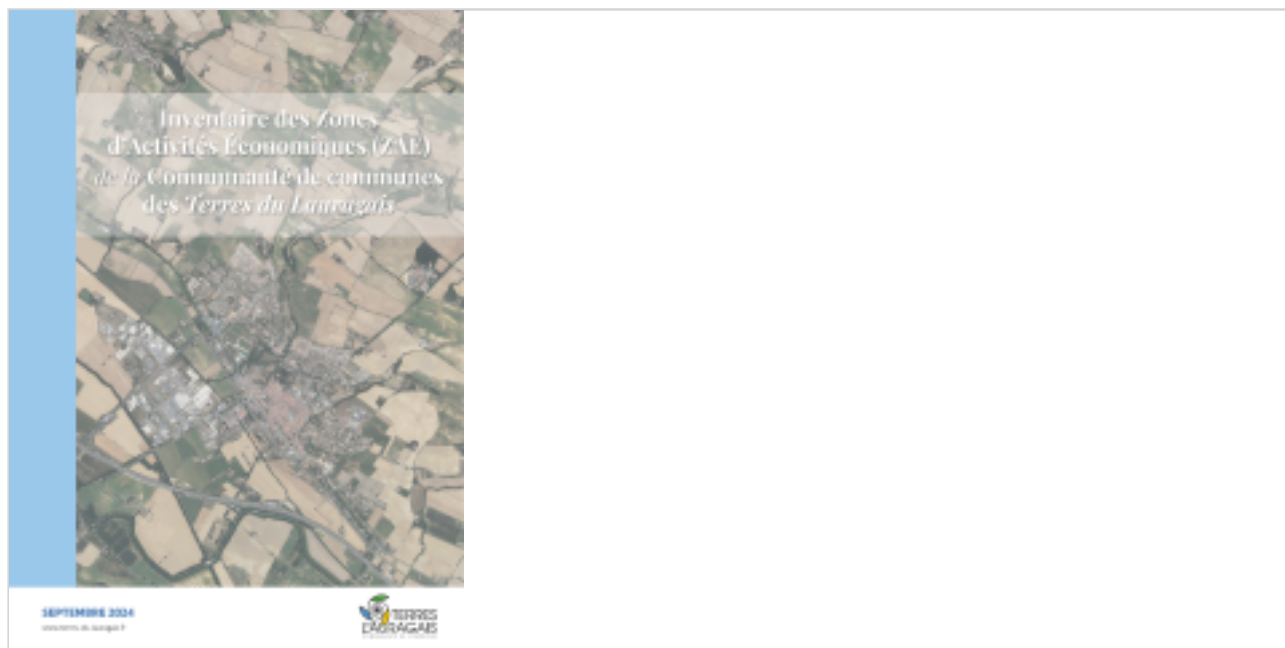 Inventaire des Zones
d'Activités Économiques (ZAE)
de la Communauté de communes
des Terres du Lauragais
SEPTEMBRE 2024
TERRES
LAURAGAIS